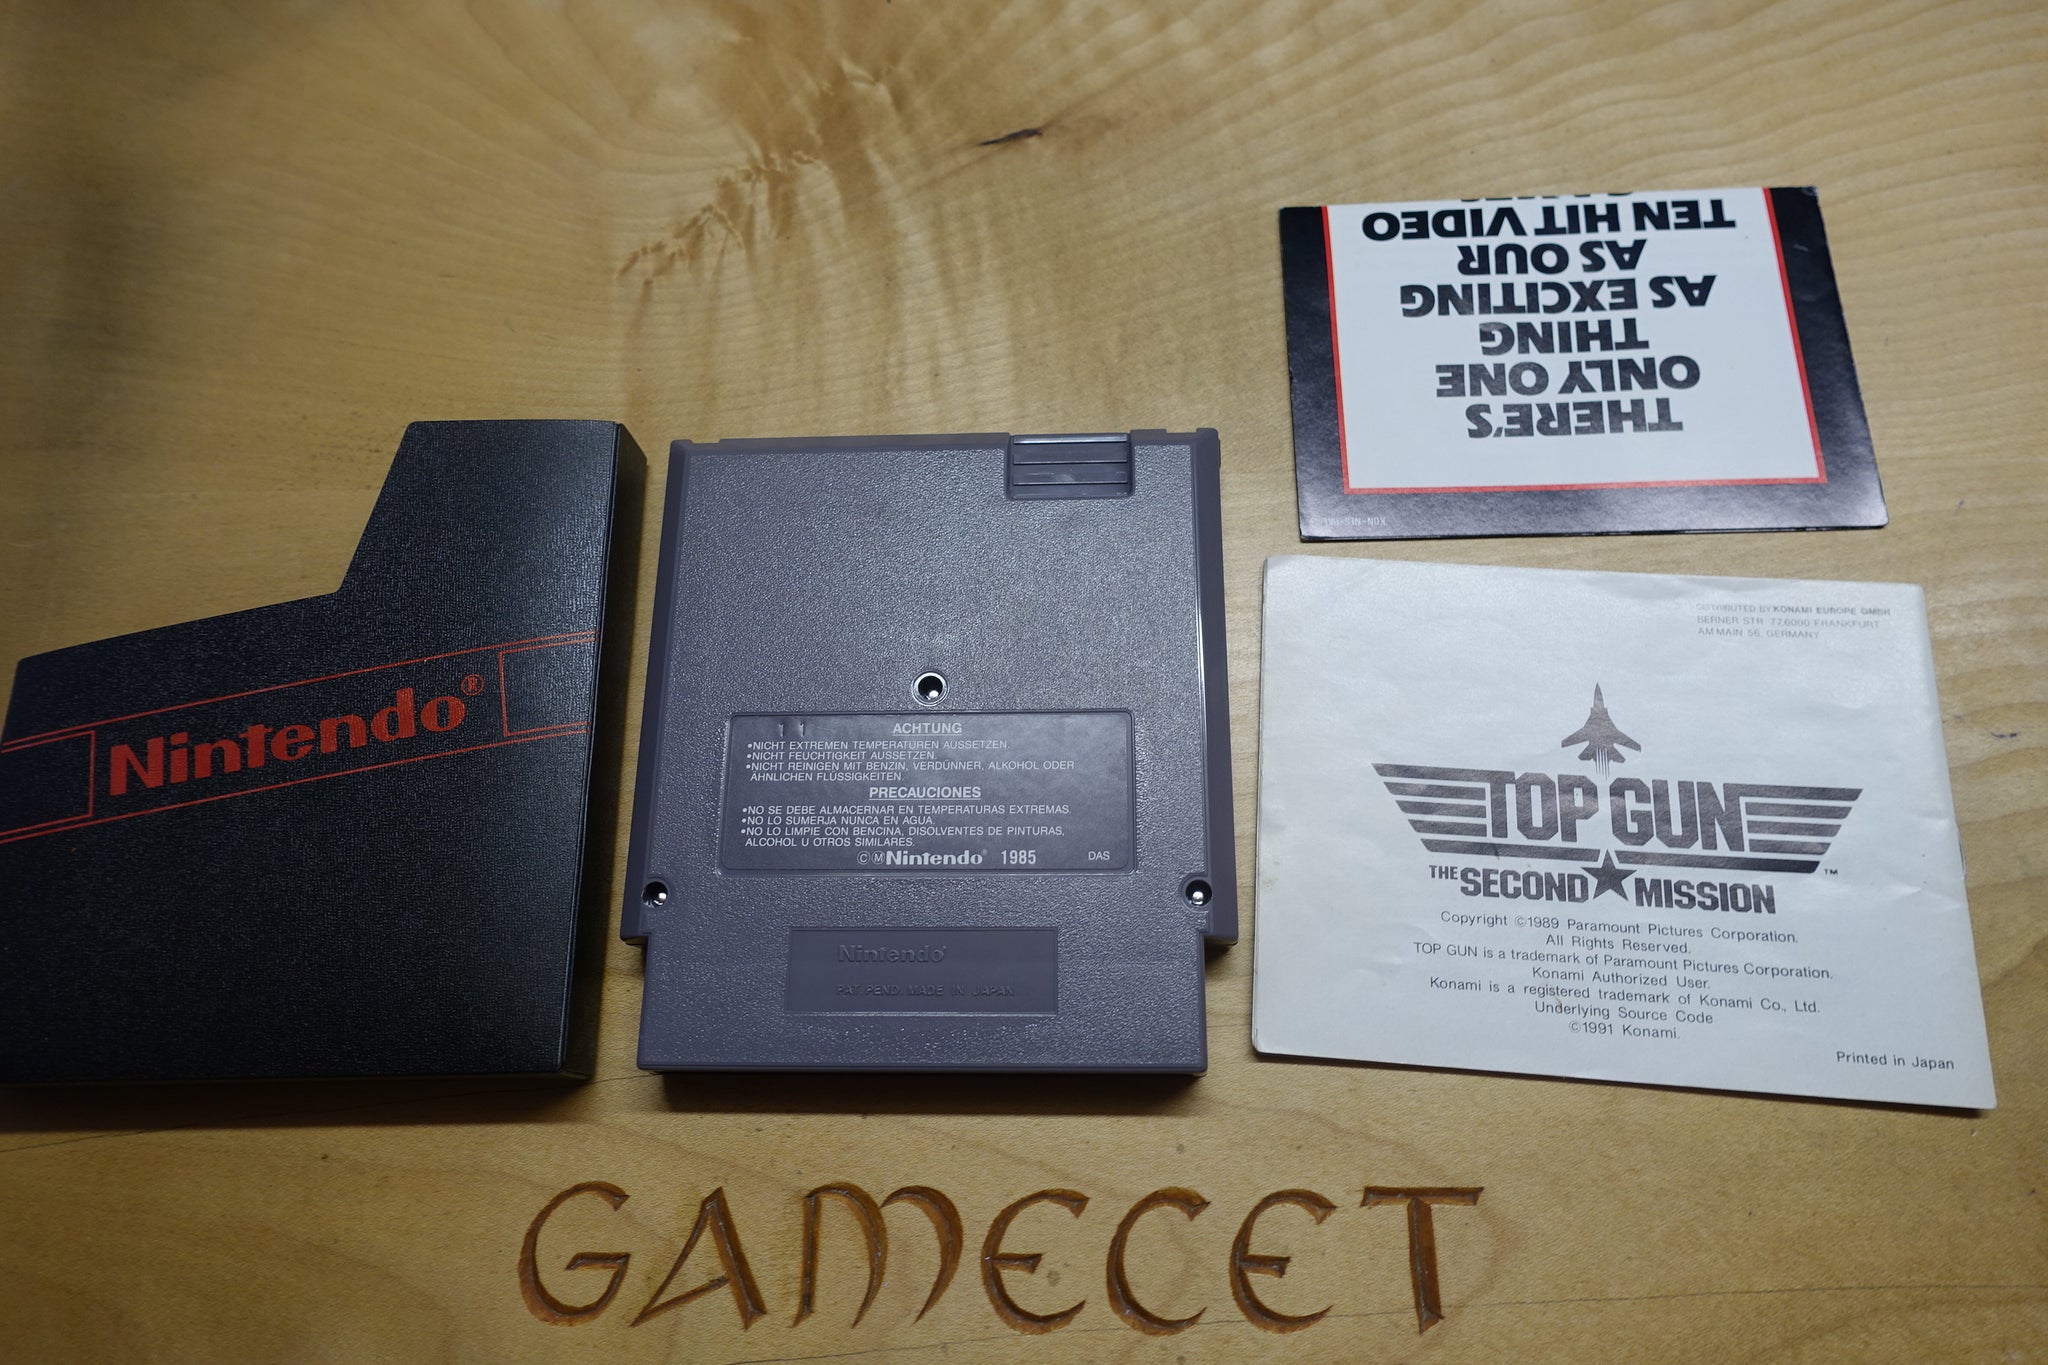 Nintendo®
ACHTUNG
•NICHT EXTREMEN TEMPERATUREN AUSSETZEN.
•NICHT FEUCHTIGKEIT AUSSETZEN.
•NICHT REINIGEN MIT BENZIN, VERDÜNNER, ALKOHOL ODER
ÄHNLICHEN FLÜSSIGKEITEN.
PRECAUCIONES
•NO SE DEBE ALMACERNAR EN TEMPERATURAS EXTREMAS.
•NO LO SUMERJA NUNCA EN AGUA.
•NO LO LIMPIE CON BENCINA, DISOLVENTES DE PINTURAS,
ALCOHOL U OTROS SIMILARES.
©ⓂNintendo® 1985 DAS
Nintendo®
PAT. PEND. MADE IN JAPAN
THERE'S
ONLY ONE
THING
AS EXCITING
AS OUR
TEN HIT VIDEO
DISTRIBUTED BY KONAMI EUROPE GMBH
BERNER STR. 77,6000 FRANKFURT
AM MAIN 56, GERMANY
TOP GUN
THE SECOND MISSION™
Copyright ©1989 Paramount Pictures Corporation.
All Rights Reserved.
TOP GUN is a trademark of Paramount Pictures Corporation.
Konami Authorized User.
Konami is a registered trademark of Konami Co., Ltd.
Underlying Source Code
©1991 Konami.
Printed in Japan
GAMECET